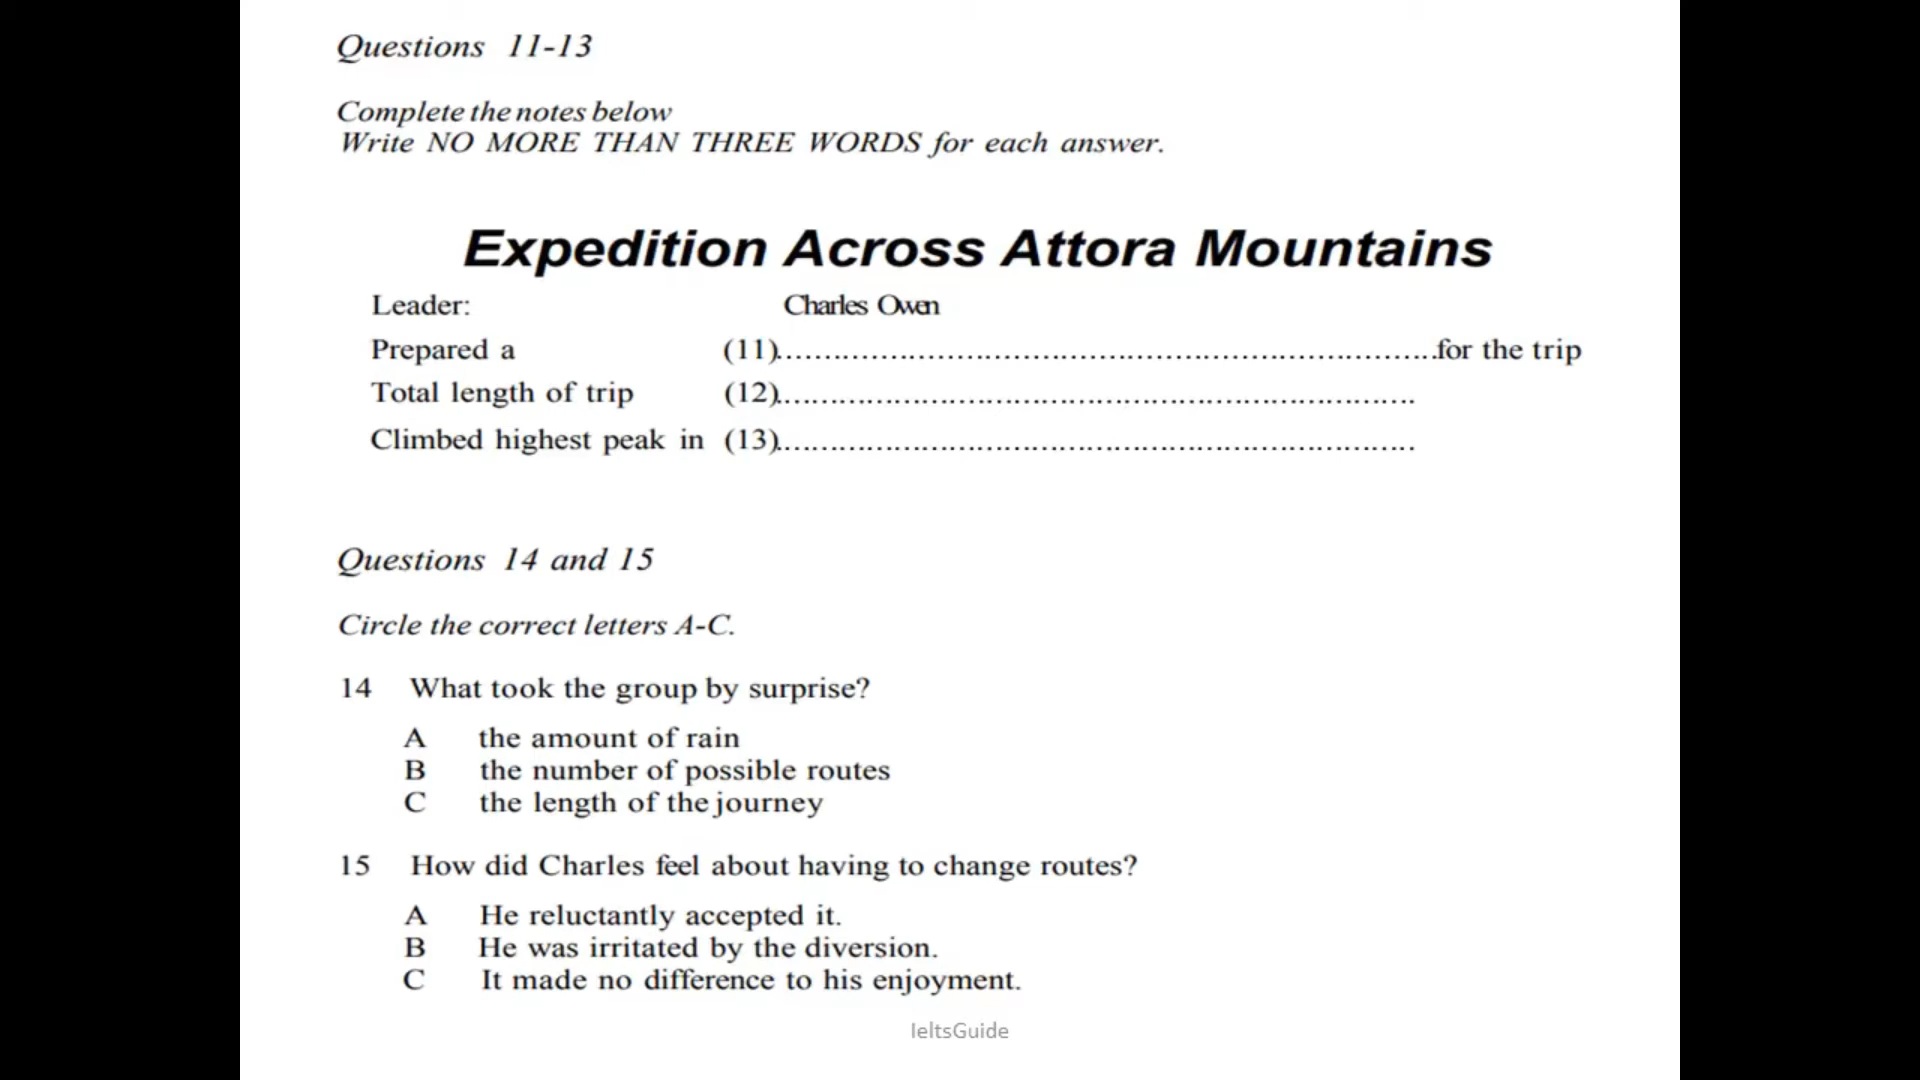 Questions 11-13
Complete the notes below
Write NO MORE THAN THREE WORDS for each answer.
Expedition Across Attora Mountains
Leader: Charles Owen
Prepared a (11)..................................................................for the trip
Total length of trip (12)..................................................................
Climbed highest peak in (13)..................................................................
Questions 14 and 15
Circle the correct letters A-C.
14 What took the group by surprise?
A the amount of rain
B the number of possible routes
C the length of the journey
15 How did Charles feel about having to change routes?
A He reluctantly accepted it.
B He was irritated by the diversion.
C It made no difference to his enjoyment.
IeltsGuide